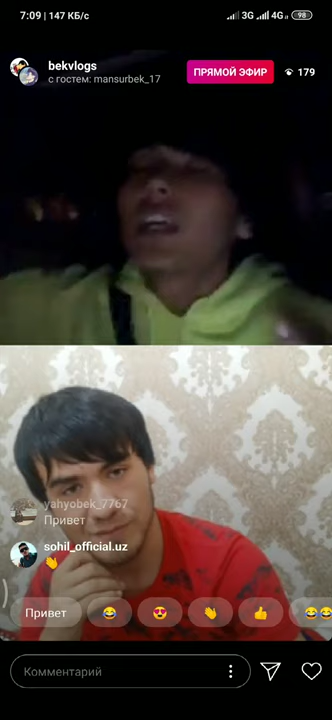 7:09 | 147 КБ/с
3G 4G 98
bekvlogs
с гостем: mansurbek_17
ПРЯМОЙ ЭФИР
179
yahyobek_7767
Привет
sohil_official.uz
Привет
Комментарий